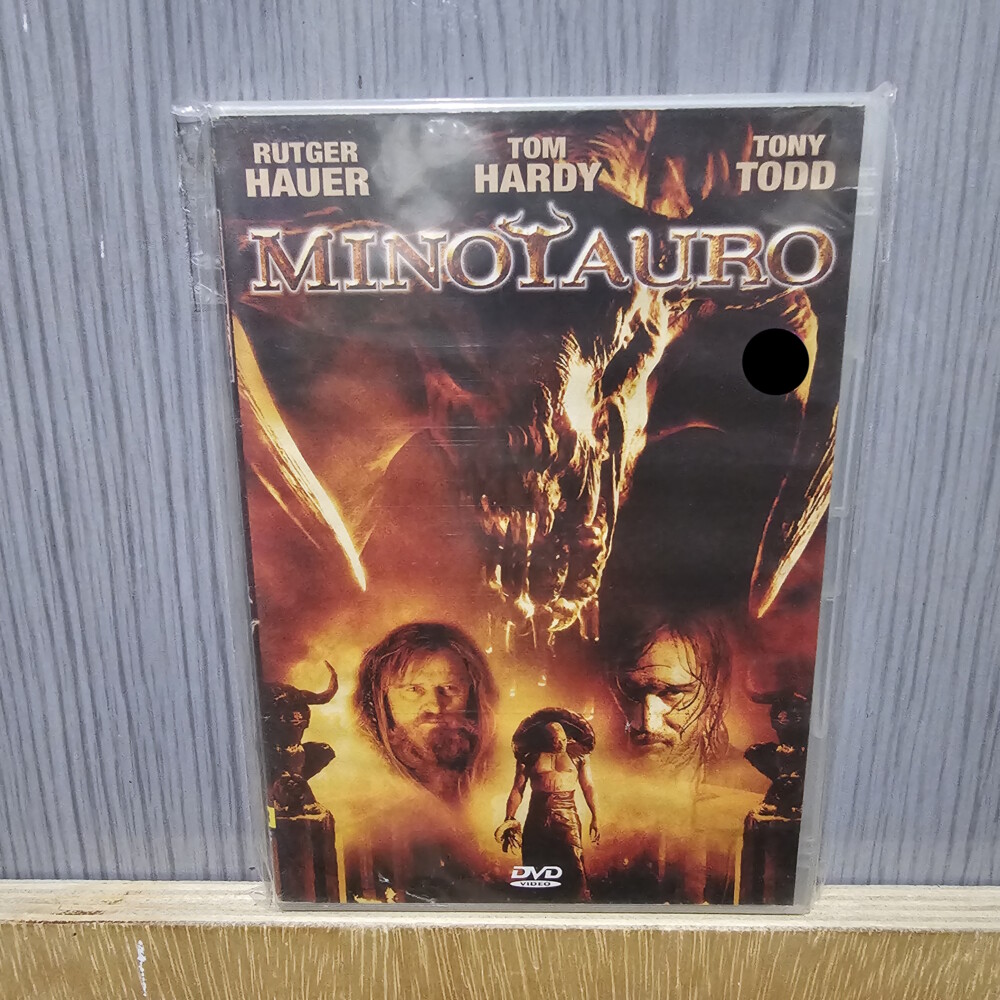 RUTGER
HAUER
TOM
HARDY
TONY
TODD
MINOTAURO
DVD
VIDEO